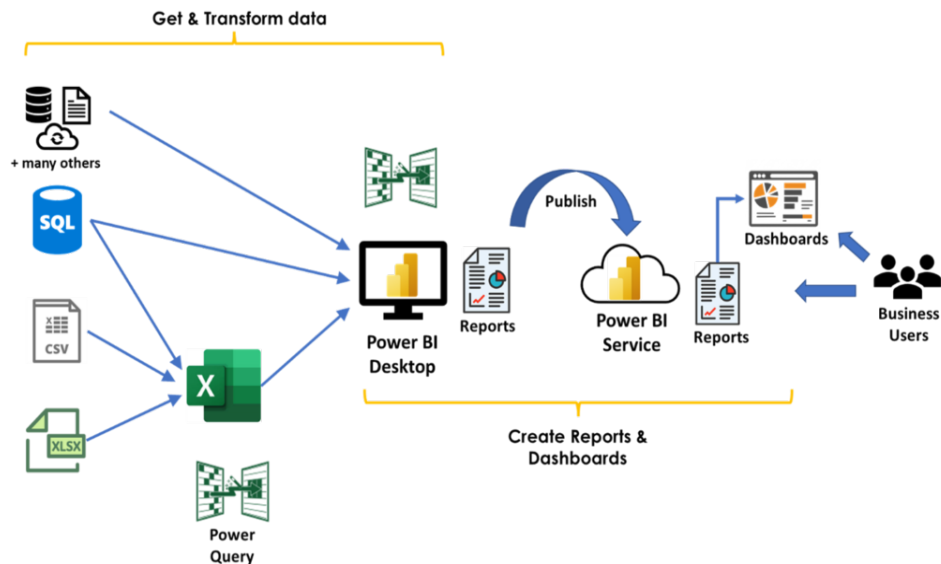 Get & Transform data
+ many others
SQL
X
CSV
XLSX
X
Power
Query
Power BI
Desktop
Reports
Publish
Power BI
Service
Reports
Dashboards
Business
Users
Create Reports &
Dashboards